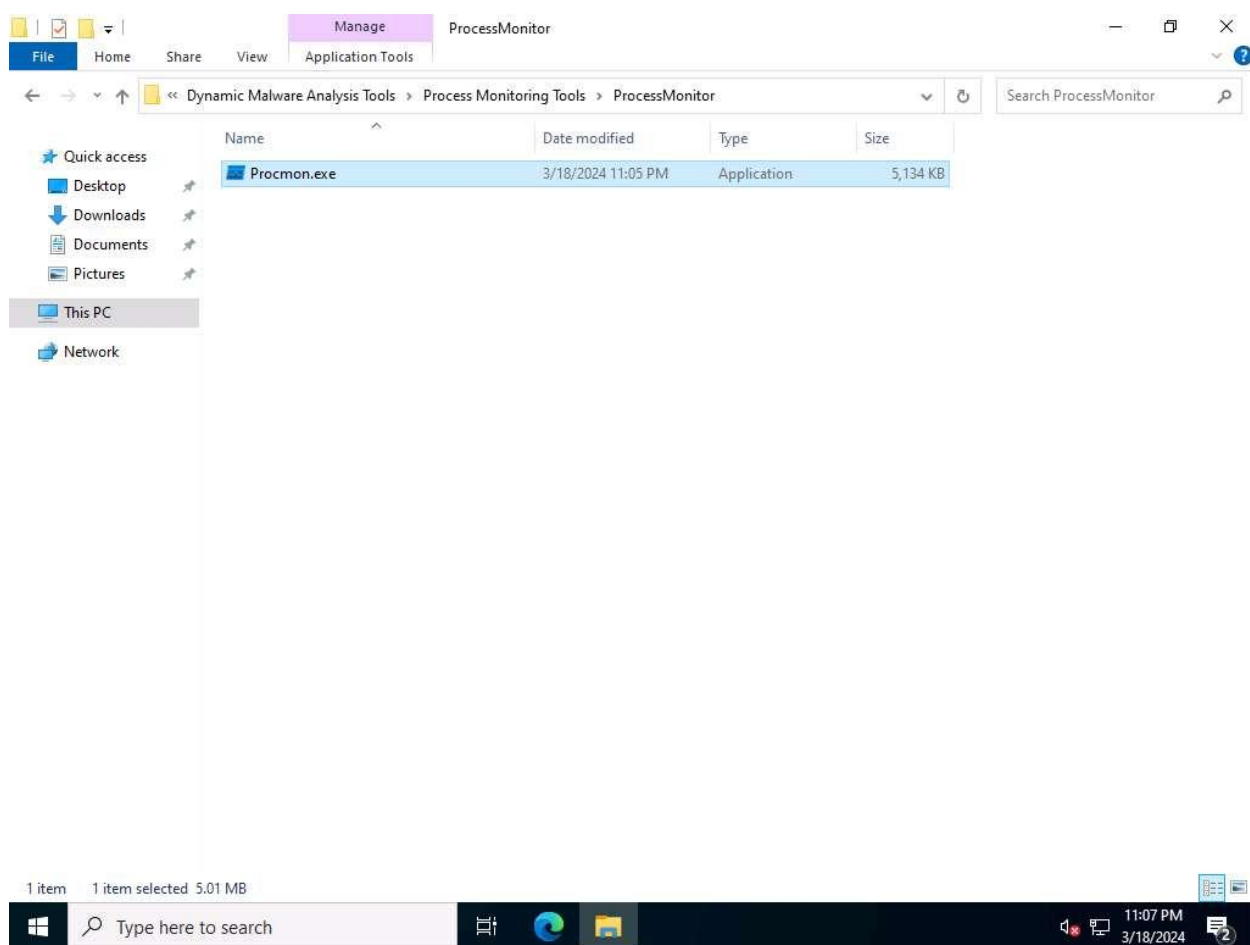 Manage
ProcessMonitor
File Home Share View Application Tools
« Dynamic Malware Analysis Tools › Process Monitoring Tools › ProcessMonitor
Search ProcessMonitor
Name Date modified Type Size
Quick access
Procmon.exe 3/18/2024 11:05 PM Application 5,134 KB
Desktop
Downloads
Documents
Pictures
This PC
Network
1 item 1 item selected 5.01 MB
Type here to search
11:07 PM
3/18/2024
2